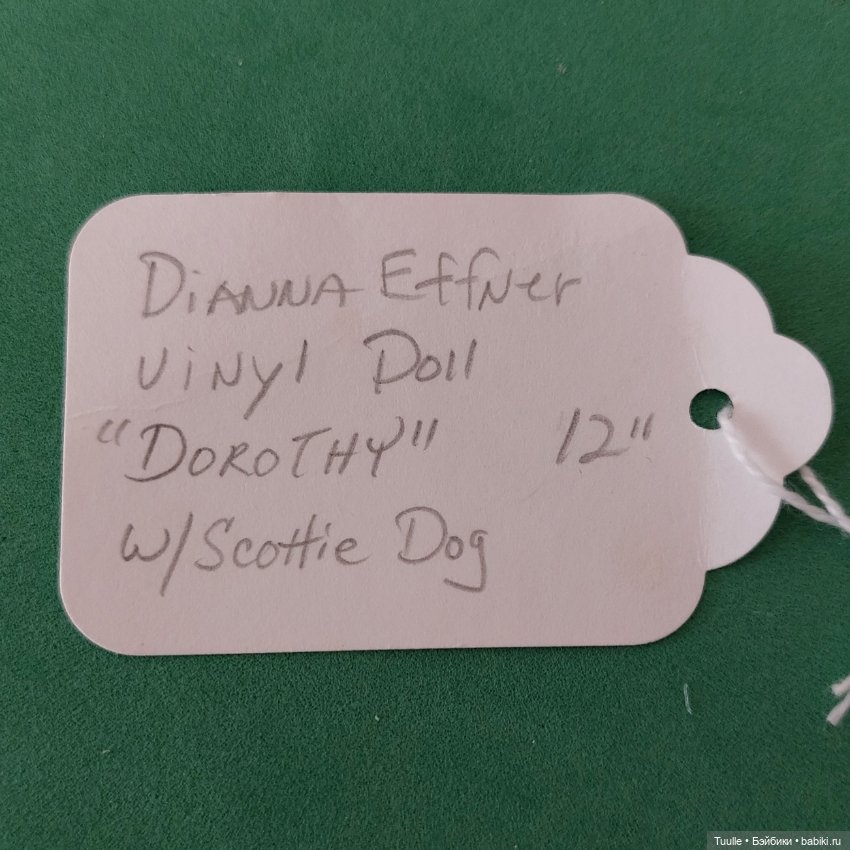 Dianna Effner
Vinyl Doll
"DOROTHY" 12"
w/Scottie Dog
Tuulle • Бэйбики • babiki.ru